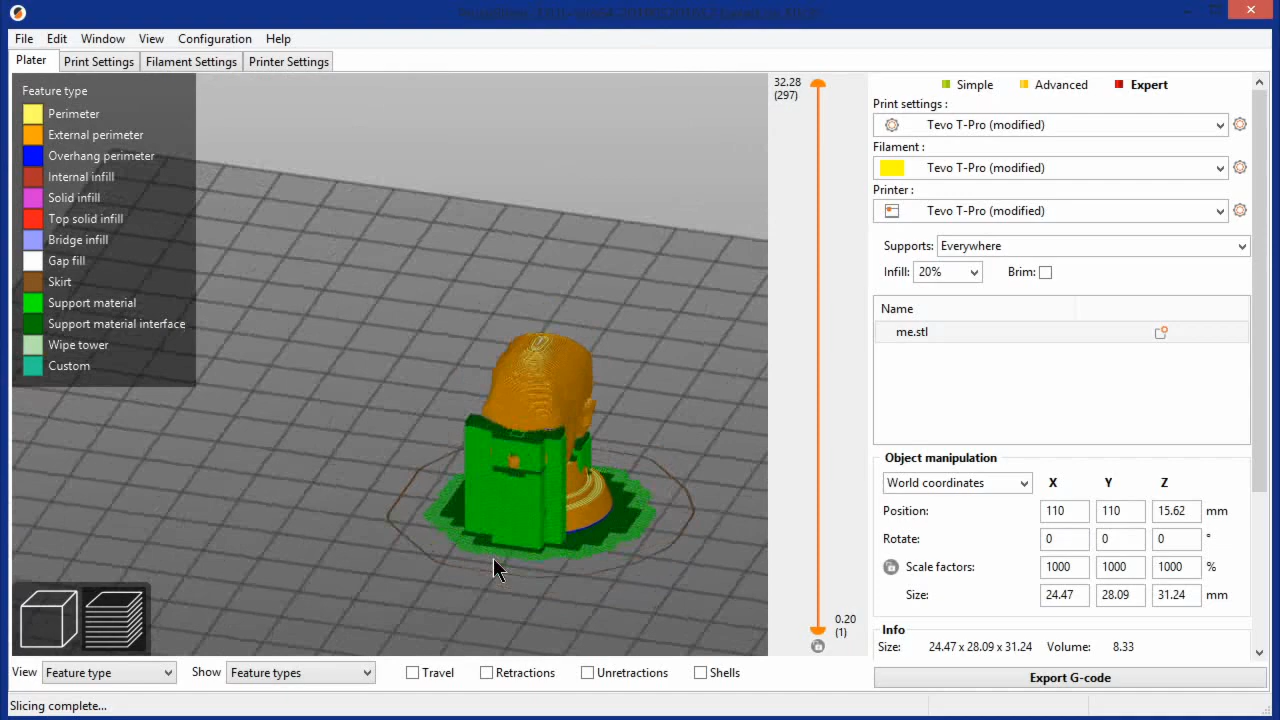 File Edit Window View Configuration Help
Plater Print Settings Filament Settings Printer Settings
Feature type
Perimeter
External perimeter
Overhang perimeter
Internal infill
Solid infill
Top solid infill
Bridge infill
Gap fill
Skirt
Support material
Support material interface
Wipe tower
Custom
32.28
(297)
0.20
(1)
Simple Advanced Expert
Print settings :
Tevo T-Pro (modified)
Filament :
Tevo T-Pro (modified)
Printer :
Tevo T-Pro (modified)
Supports: Everywhere
Infill: 20% Brim:
Name
me.stl
Object manipulation
World coordinates X Y Z
Position: 110 110 15.62 mm
Rotate: 0 0 0 °
Scale factors: 1000 1000 1000 %
Size: 24.47 28.09 31.24 mm
Info
Size: 24.47 x 28.09 x 31.24 Volume: 8.33
View Feature type Show Feature types Travel Retractions Unretractions Shells
Export G-code
Slicing complete...